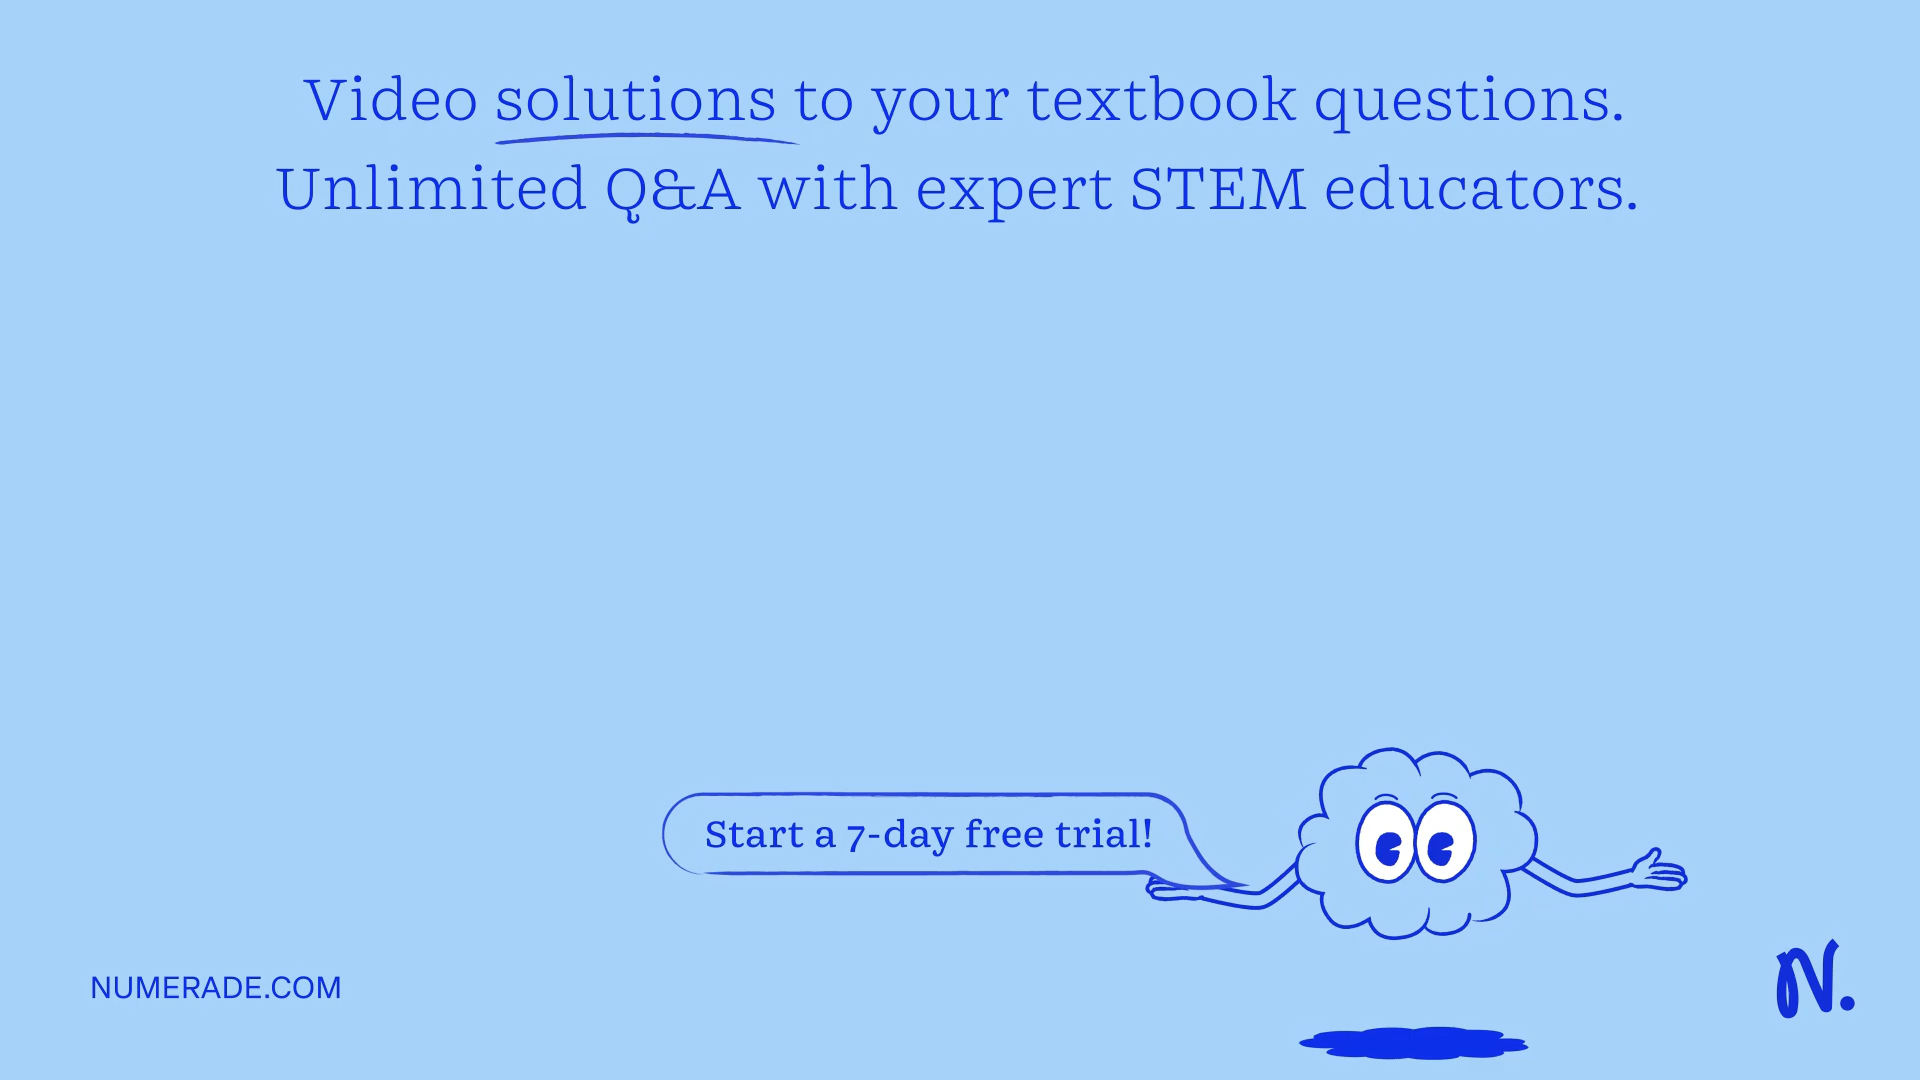 Video solutions to your textbook questions.
Unlimited Q&A with expert STEM educators.
Start a 7-day free trial!
NUMERADE.COM
N.